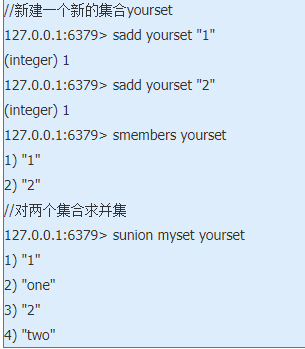 //新建一个新的集合yourset
127.0.0.1:6379> sadd yourset "1"
(integer) 1
127.0.0.1:6379> sadd yourset "2"
(integer) 1
127.0.0.1:6379> smembers yourset
1) "1"
2) "2"
//对两个集合求并集
127.0.0.1:6379> sunion myset yourset
1) "1"
2) "one"
3) "2"
4) "two"